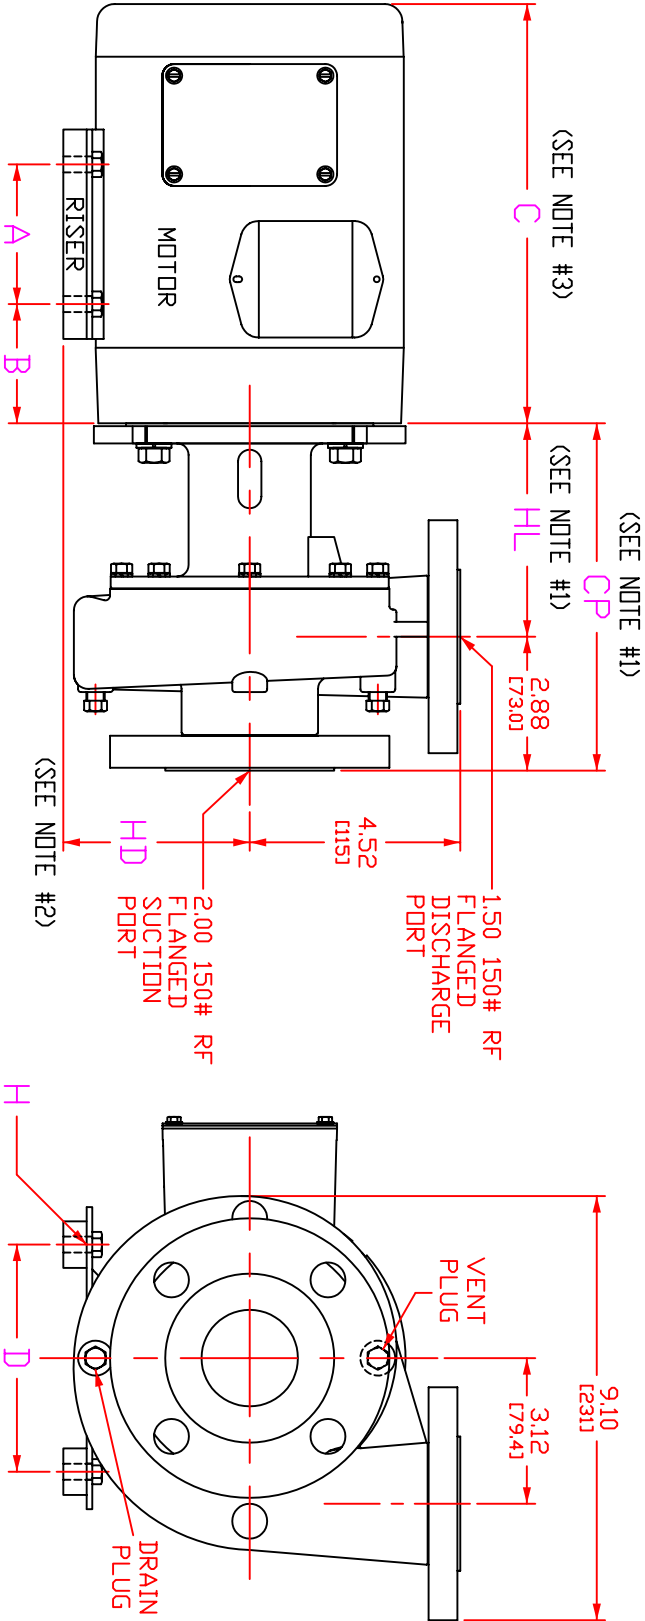 (SEE NOTE #3)
C
(SEE NOTE #1)
CP
(SEE NOTE #1)
HL
2.88
[73.0]
MOTOR
RISER
A
B
4.52
[115]
HD
(SEE NOTE #2)
1.50 150# RF
FLANGED
DISCHARGE
PORT
2.00 150# RF
FLANGED
SUCTION
PORT
9.10
[231]
3.12
[79.4]
VENT
PLUG
H
D
DRAIN
PLUG